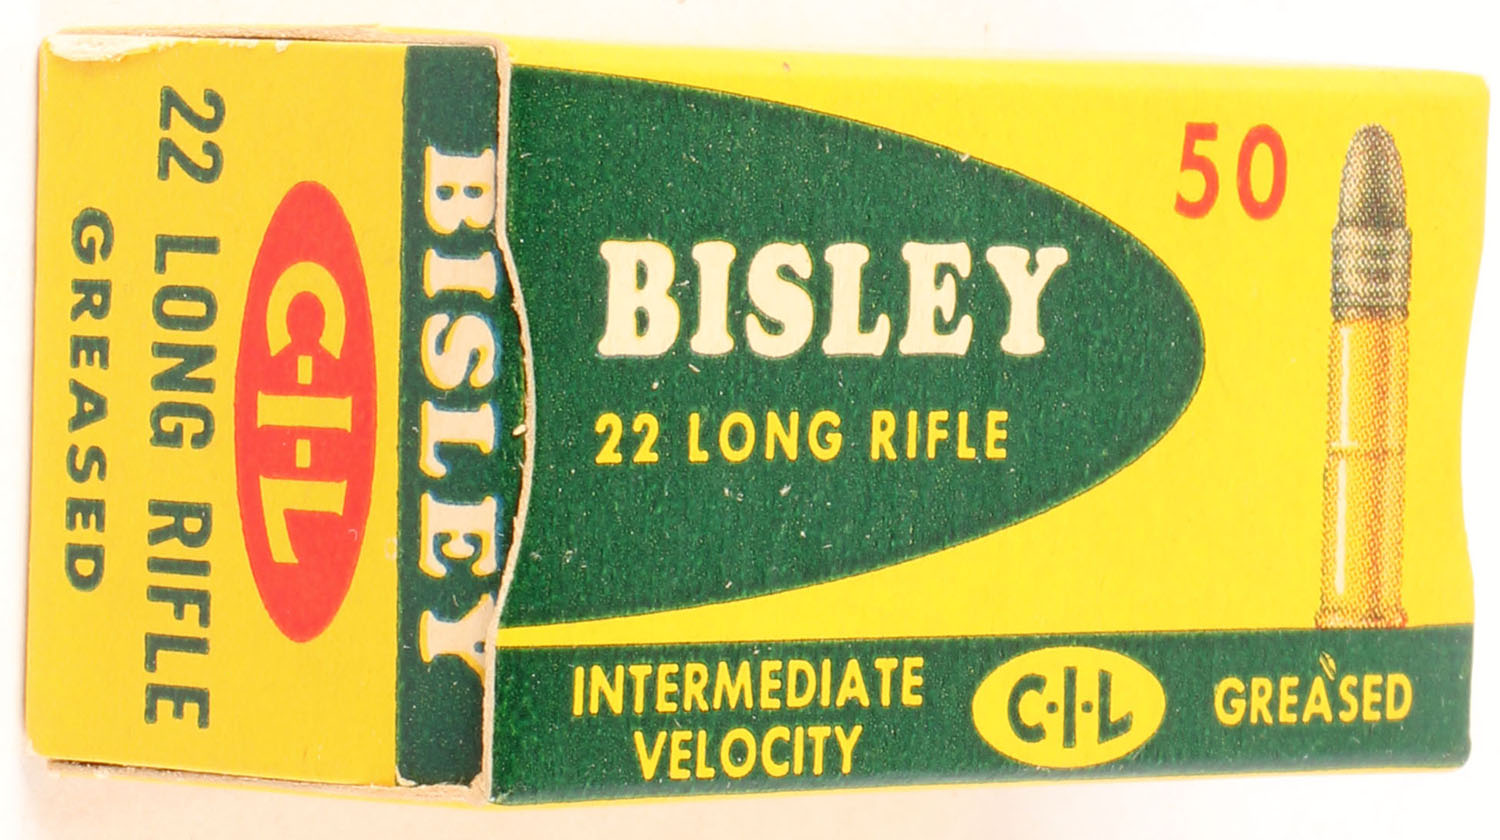 BISLEY
C-I-L
22 LONG RIFLE
GREASED
50
BISLEY
22 LONG RIFLE
INTERMEDIATE
VELOCITY
C·I·L
GREASED